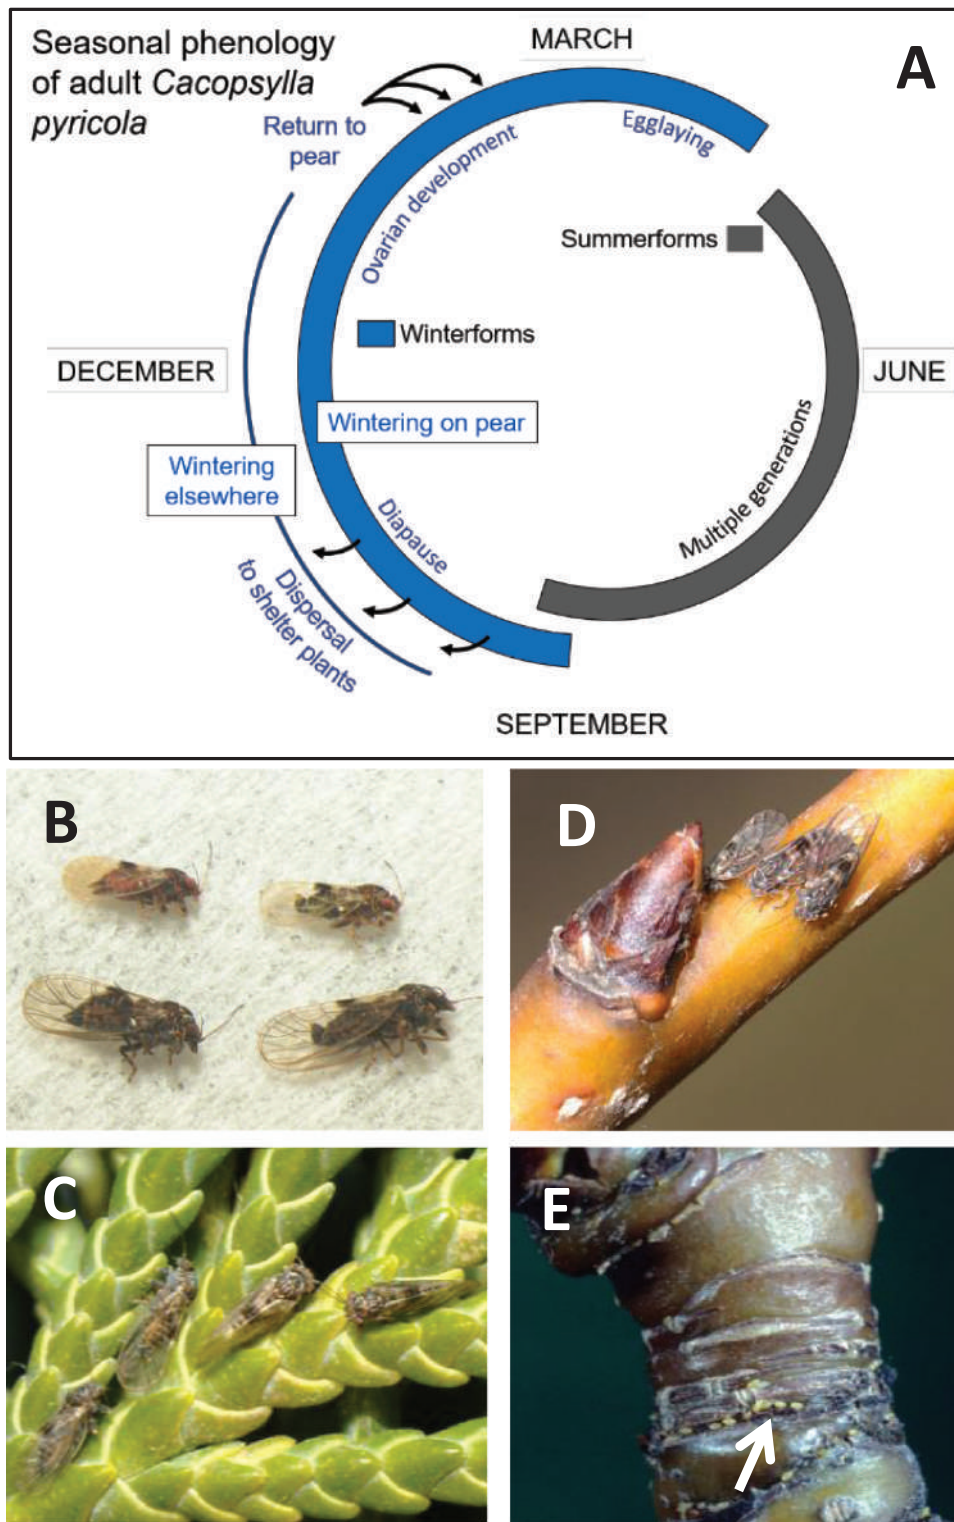 Seasonal phenology
of adult Cacopsylla
pyricola
MARCH
A
Return to
pear
Ovarian development
Egglaying
Summerforms
Winterforms
DECEMBER
JUNE
Wintering on pear
Wintering
elsewhere
Multiple generations
Diapause
Dispersal
to shelter plants
SEPTEMBER
B
D
C
E